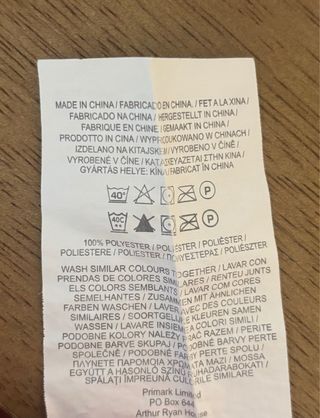 MADE IN CHINA / FABRICADO EN CHINA. / FET A LA XINA /
FABRICADO NA CHINA / HERGESTELLT IN CHINA /
FABRIQUE EN CHINE / GEMAAKT IN CHINA /
PRODOTTO IN CINA / WYPRODUKOWANO W CHINACH /
IZDELANO NA KITAJSKEM / VYROBENO V ČÍNĚ /
VYROBENÉ V ČÍNE / ΚΑΤΑΣΚΕΥΑΖΕΤΑΙ ΣΤΗΝ ΚΙΝΑ /
GYÁRTÁS HELYE: KÍNA / FABRICAT ÎN CHINA
40° P
40C P
100% POLYESTER / POLIÉSTER / POLIÈSTER /
POLIESTERE / POLYESTER / ΠΟΛΥΕΣΤΕΡΑΣ / POLIÉSZTER
WASH SIMILAR COLOURS TOGETHER / LAVAR CON
PRENDAS DE COLORES SIMILARES / RENTEU JUNTS
ELS COLORS SEMBLANTS / LAVAR COM CORES
SEMELHANTES / ZUSAMMEN MIT ÄHNLICHEN
FARBEN WASCHEN / LAVER AVEC DES COULEURS
SIMILAIRES / SOORTGELIJKE KLEUREN SAMEN
WASSEN / LAVARE INSIEME A COLORI SIMILI /
PODOBNE KOLORY NALEŻY PRAĆ RAZEM / PERITE
PODOBNE BARVE SKUPAJ / PODOBNÉ BARVY PERTE
SPOLEČNĚ / PODOBNÉ FARBY PERTE SPOLU /
ΠΛΥΝΕΤΕ ΠΑΡΟΜΟΙΑ ΧΡΩΜΑΤΑ ΜΑΖΙ / MOSSA
EGYÜTT A HASONLÓ SZÍNŰ RUHADARABOKAT /
SPĂLAȚI ÎMPREUNĂ CULORILE SIMILARE
Primark Limited
PO Box 644
Arthur Ryan House